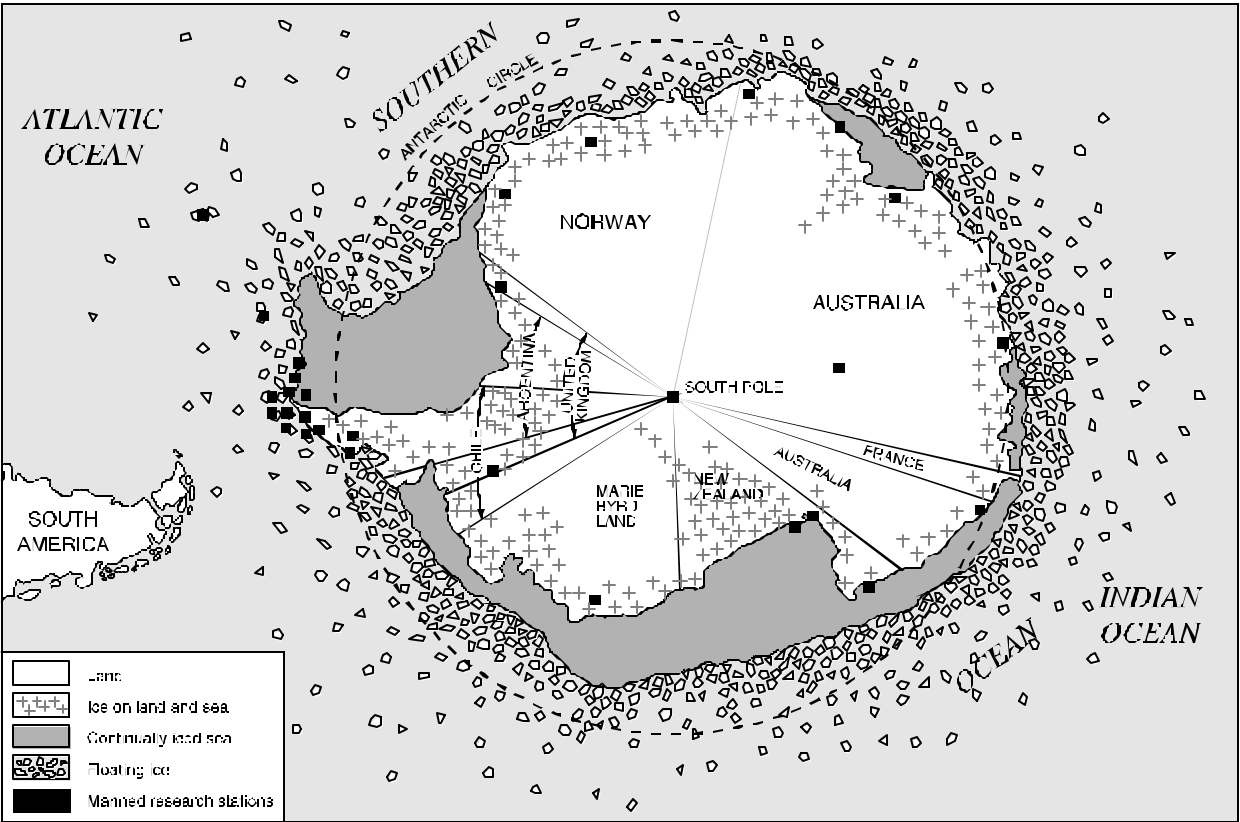 SOUTHERN
ANTARCTIC CIRCLE
ATLANTIC
OCEAN
NORWAY
AUSTRALIA
ARGENTINA
UNITED
KINGDOM
SOUTH POLE
CHILE
FRANCE
AUSTRALIA
NEW
ZEALAND
MARIE
BYRD
LAND
SOUTH
AMERICA
INDIAN
OCEAN
OCEAN
Land
Ice on land and sea
Continually iced sea
Floating ice
Manned research stations